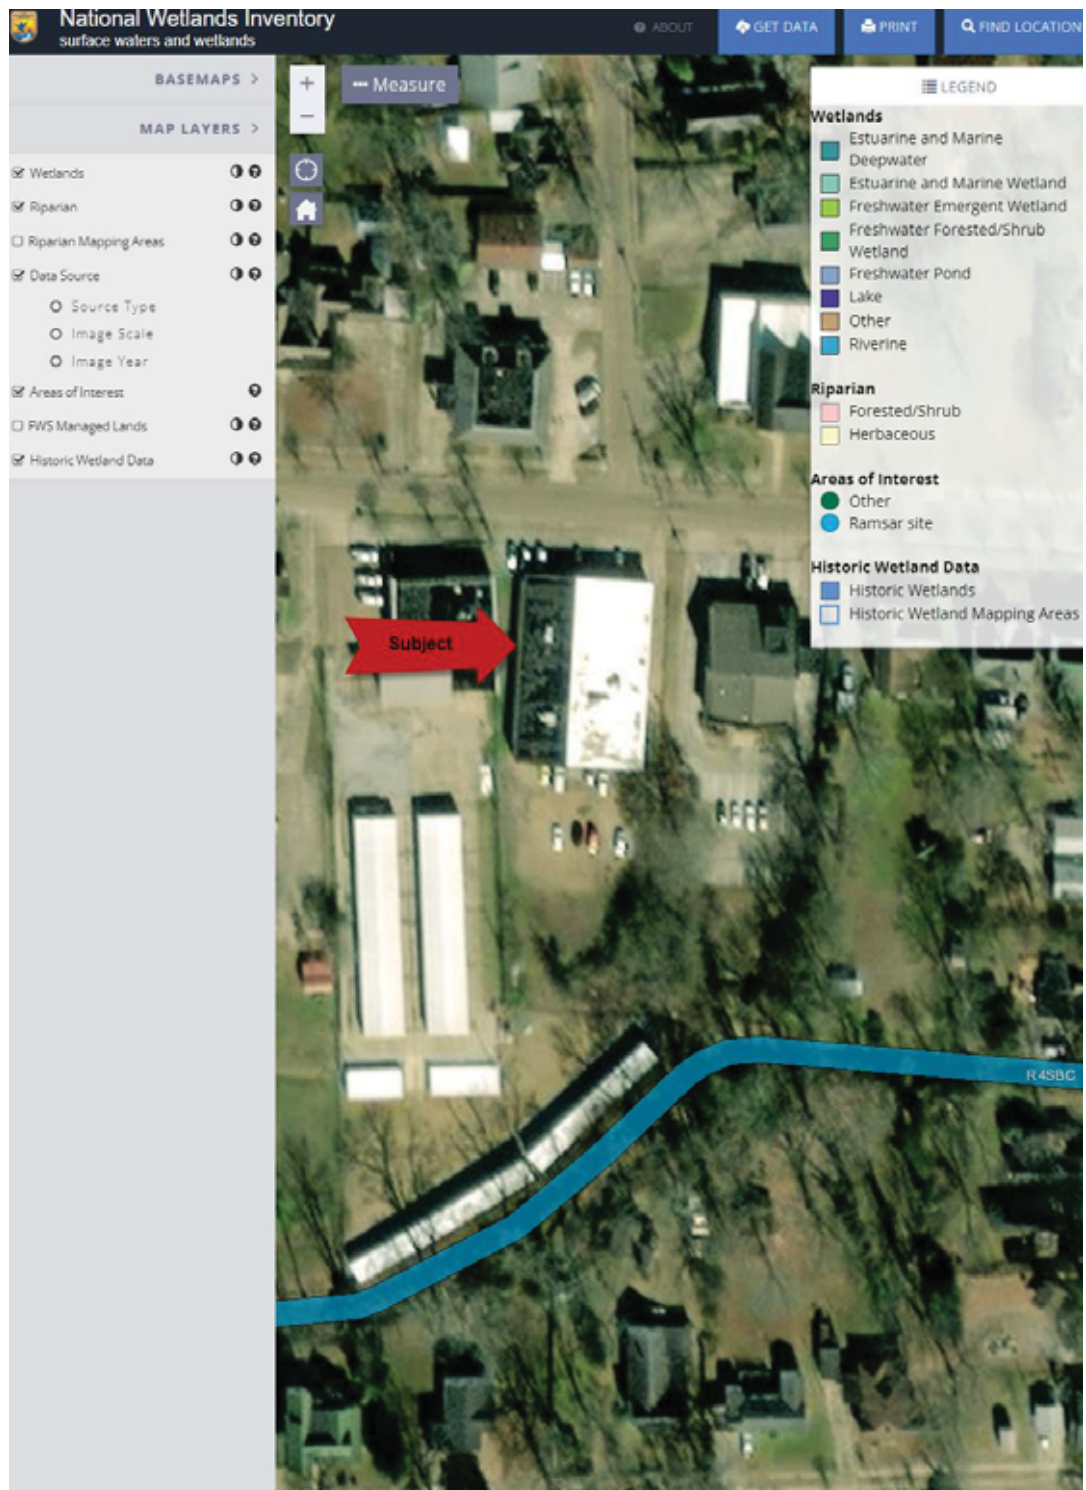 National Wetlands Inventory
surface waters and wetlands
ABOUT
GET DATA
PRINT
FIND LOCATION
BASEMAPS >
MAP LAYERS >
Wetlands
Riparian
Riparian Mapping Areas
Data Source
Source Type
Image Scale
Image Year
Areas of Interest
FWS Managed Lands
Historic Wetland Data
+
−
Measure
LEGEND
Wetlands
Estuarine and Marine
Deepwater
Estuarine and Marine Wetland
Freshwater Emergent Wetland
Freshwater Forested/Shrub
Wetland
Freshwater Pond
Lake
Other
Riverine
Riparian
Forested/Shrub
Herbaceous
Areas of Interest
Other
Ramsar site
Historic Wetland Data
Historic Wetlands
Historic Wetland Mapping Areas
Subject
R4SBC